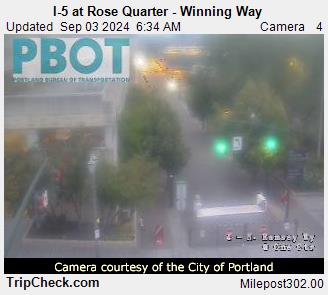 I-5 at Rose Quarter - Winning Way
Updated Sep 03 2024 6:34 AM Camera 4
PBOT
PORTLAND BUREAU OF TRANSPORTATION
Camera courtesy of the City of Portland
TripCheck.com Milepost302.00